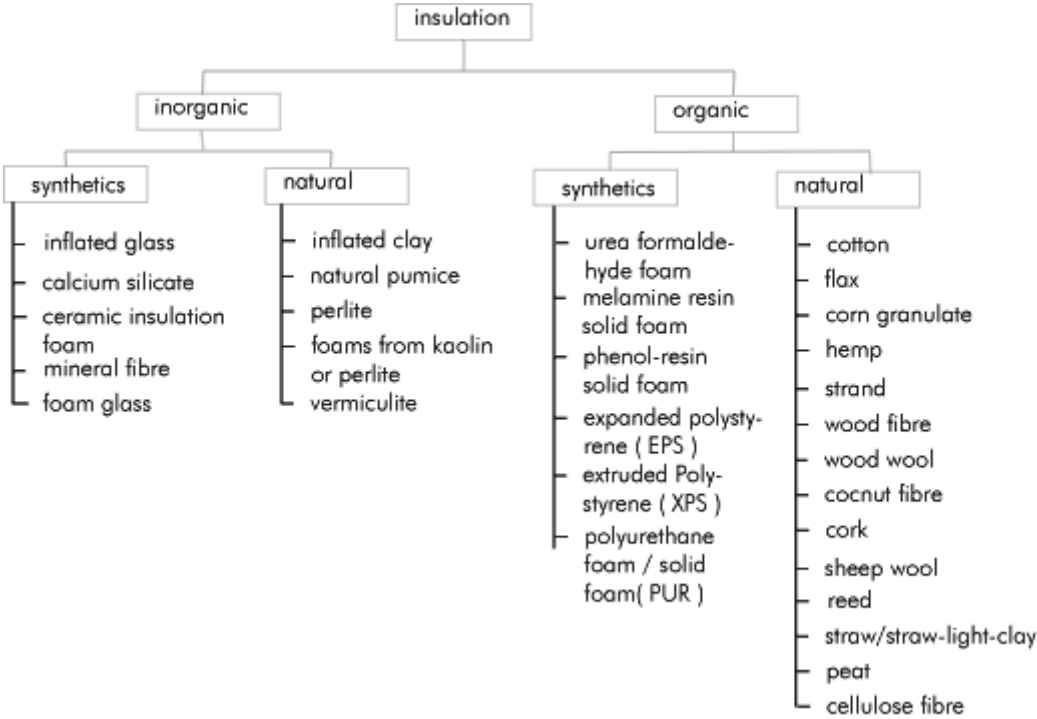 insulation
inorganic
organic
synthetics
natural
synthetics
natural
inflated glass
calcium silicate
ceramic insulation
foam
mineral fibre
foam glass
inflated clay
natural pumice
perlite
foams from kaolin
or perlite
vermiculite
urea formalde-
hyde foam
melamine resin
solid foam
phenol-resin
solid foam
expanded polysty-
rene ( EPS )
extruded Poly-
styrene ( XPS )
polyurethane
foam / solid
foam( PUR )
cotton
flax
corn granulate
hemp
strand
wood fibre
wood wool
cocnut fibre
cork
sheep wool
reed
straw/straw-light-clay
peat
cellulose fibre